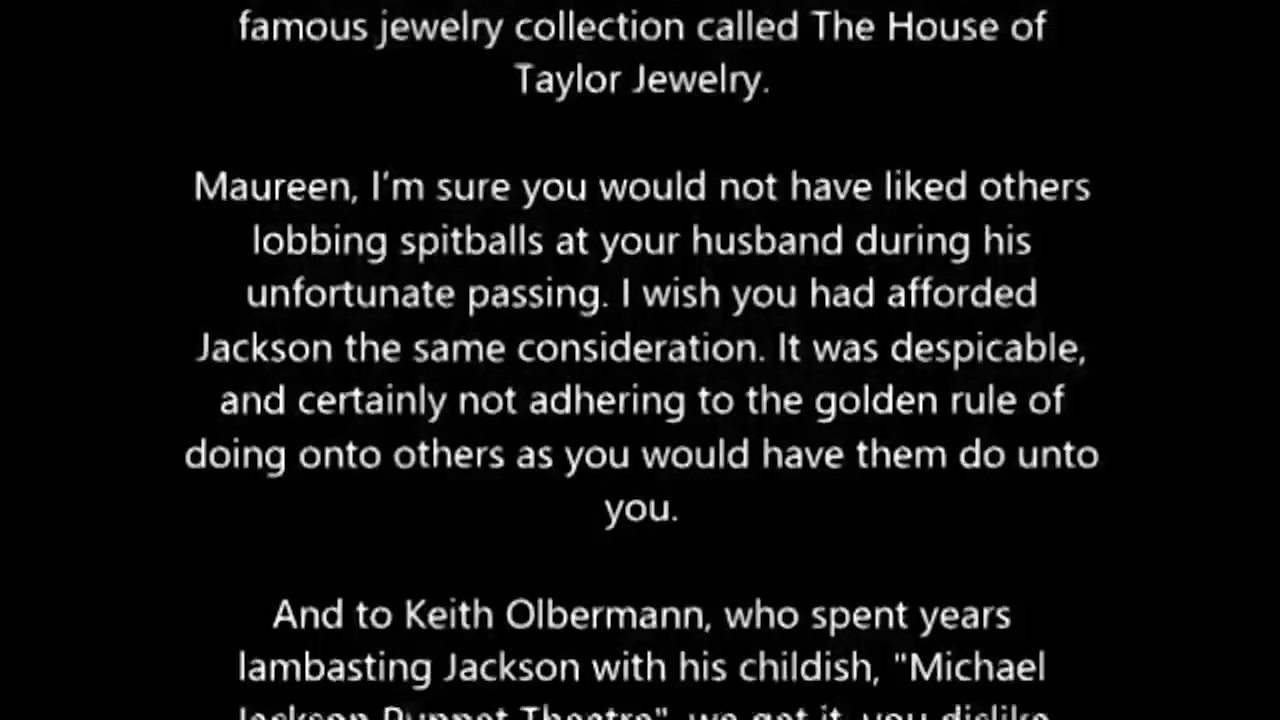 famous jewelry collection called The House of
Taylor Jewelry.
Maureen, I'm sure you would not have liked others
lobbing spitballs at your husband during his
unfortunate passing. I wish you had afforded
Jackson the same consideration. It was despicable,
and certainly not adhering to the golden rule of
doing onto others as you would have them do unto
you.
And to Keith Olbermann, who spent years
lambasting Jackson with his childish, "Michael
Jackson Puppet Theatre", we get it, you dislike